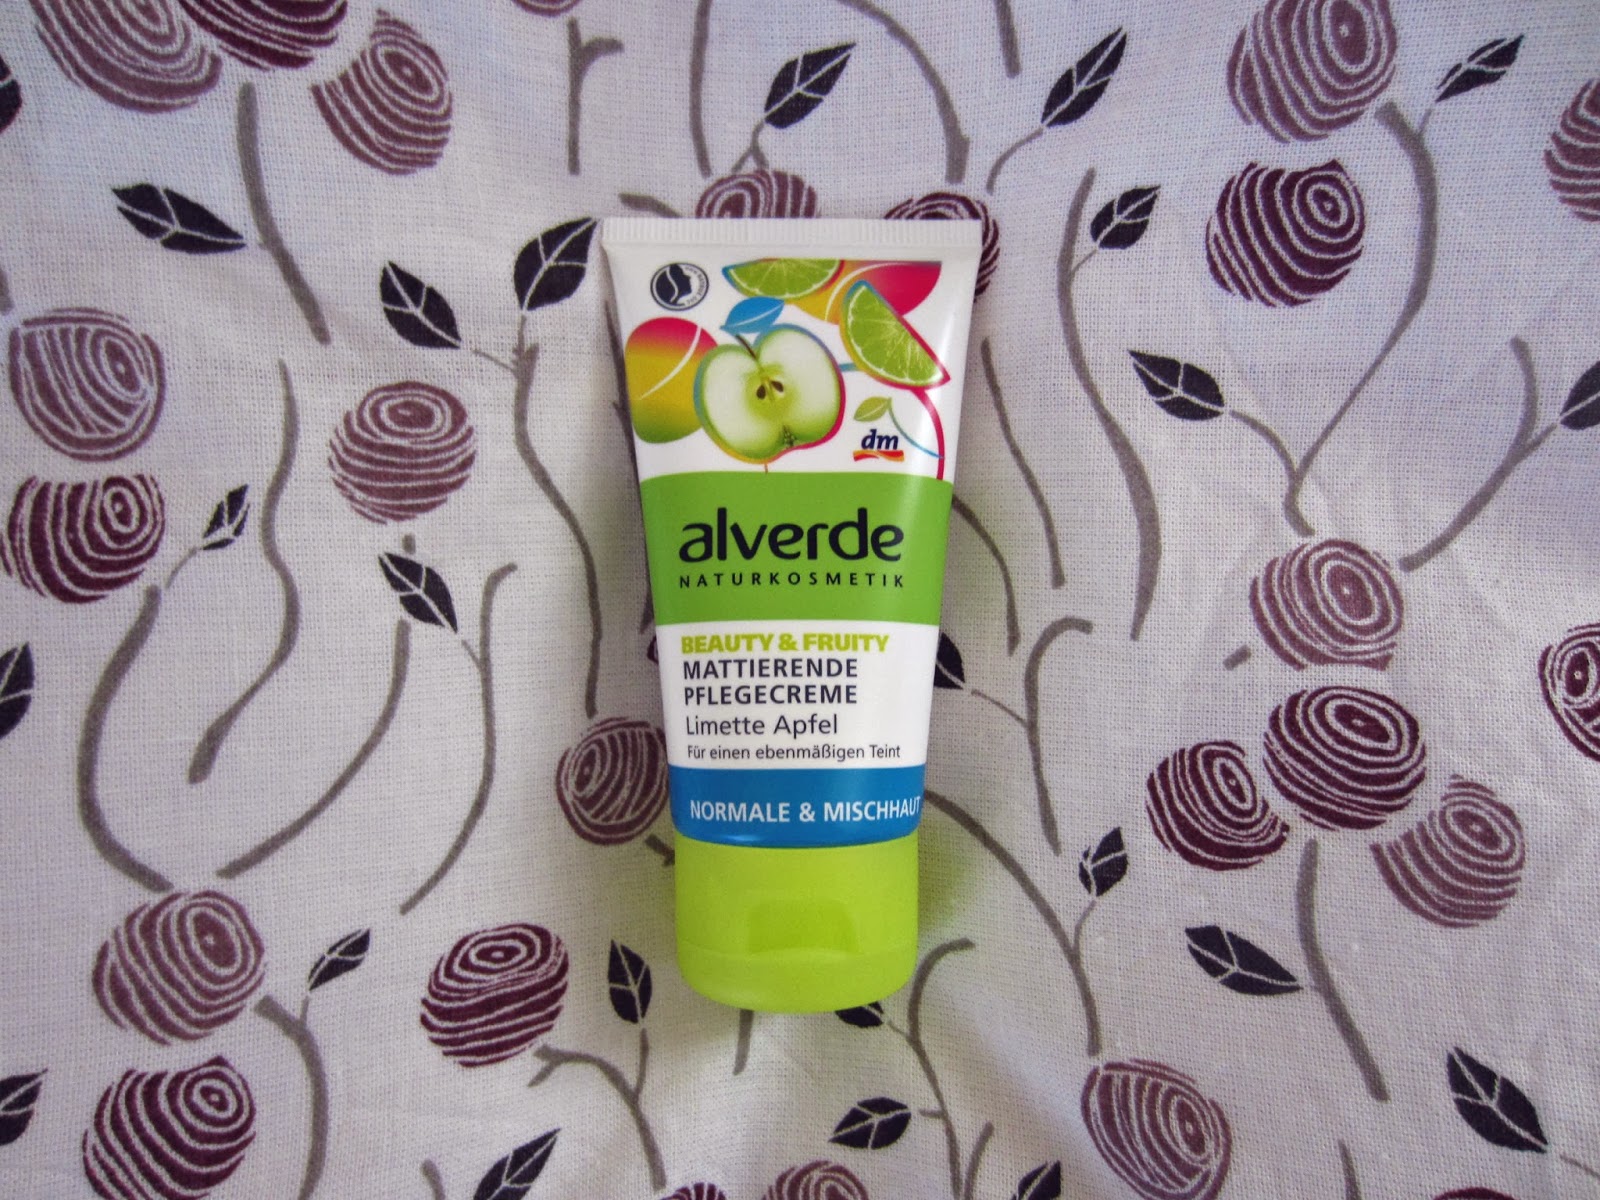 dm
alverde
NATURKOSMETIK
BEAUTY & FRUITY
MATTIERENDE
PFLEGECREME
Limette Apfel
Für einen ebenmäßigen Teint
NORMALE & MISCHHAUT